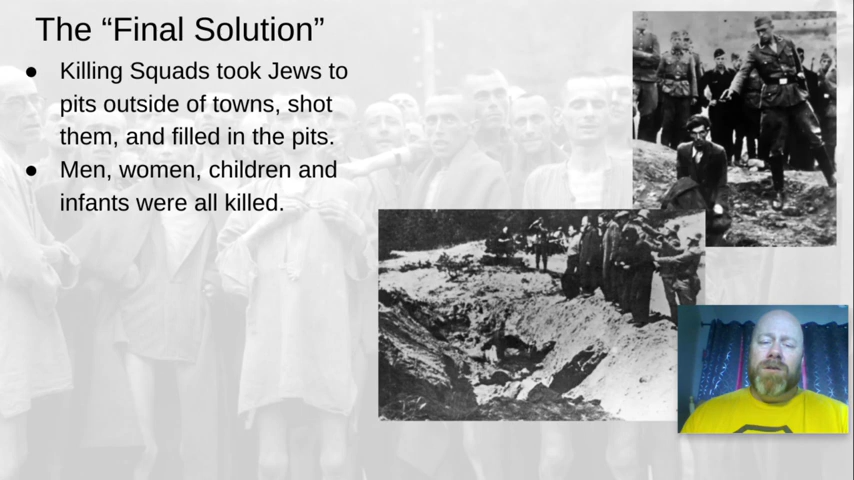 The “Final Solution”
● Killing Squads took Jews to
pits outside of towns, shot
them, and filled in the pits.
● Men, women, children and
infants were all killed.